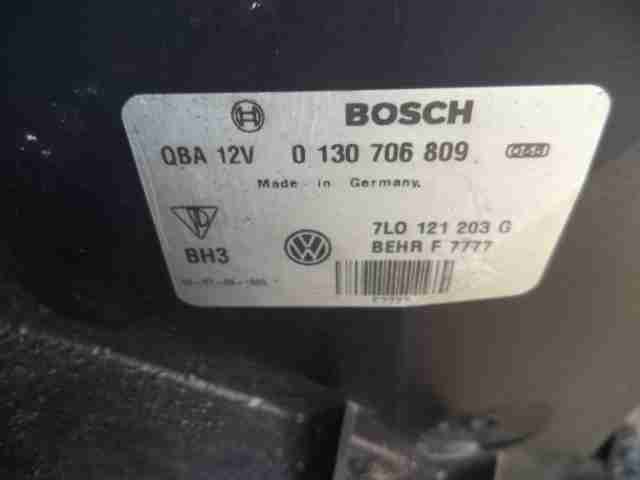 BOSCH
QBA 12V 0 130 706 809
Made in Germany.
7L0 121 203 G
BH3 BEHR F 7777